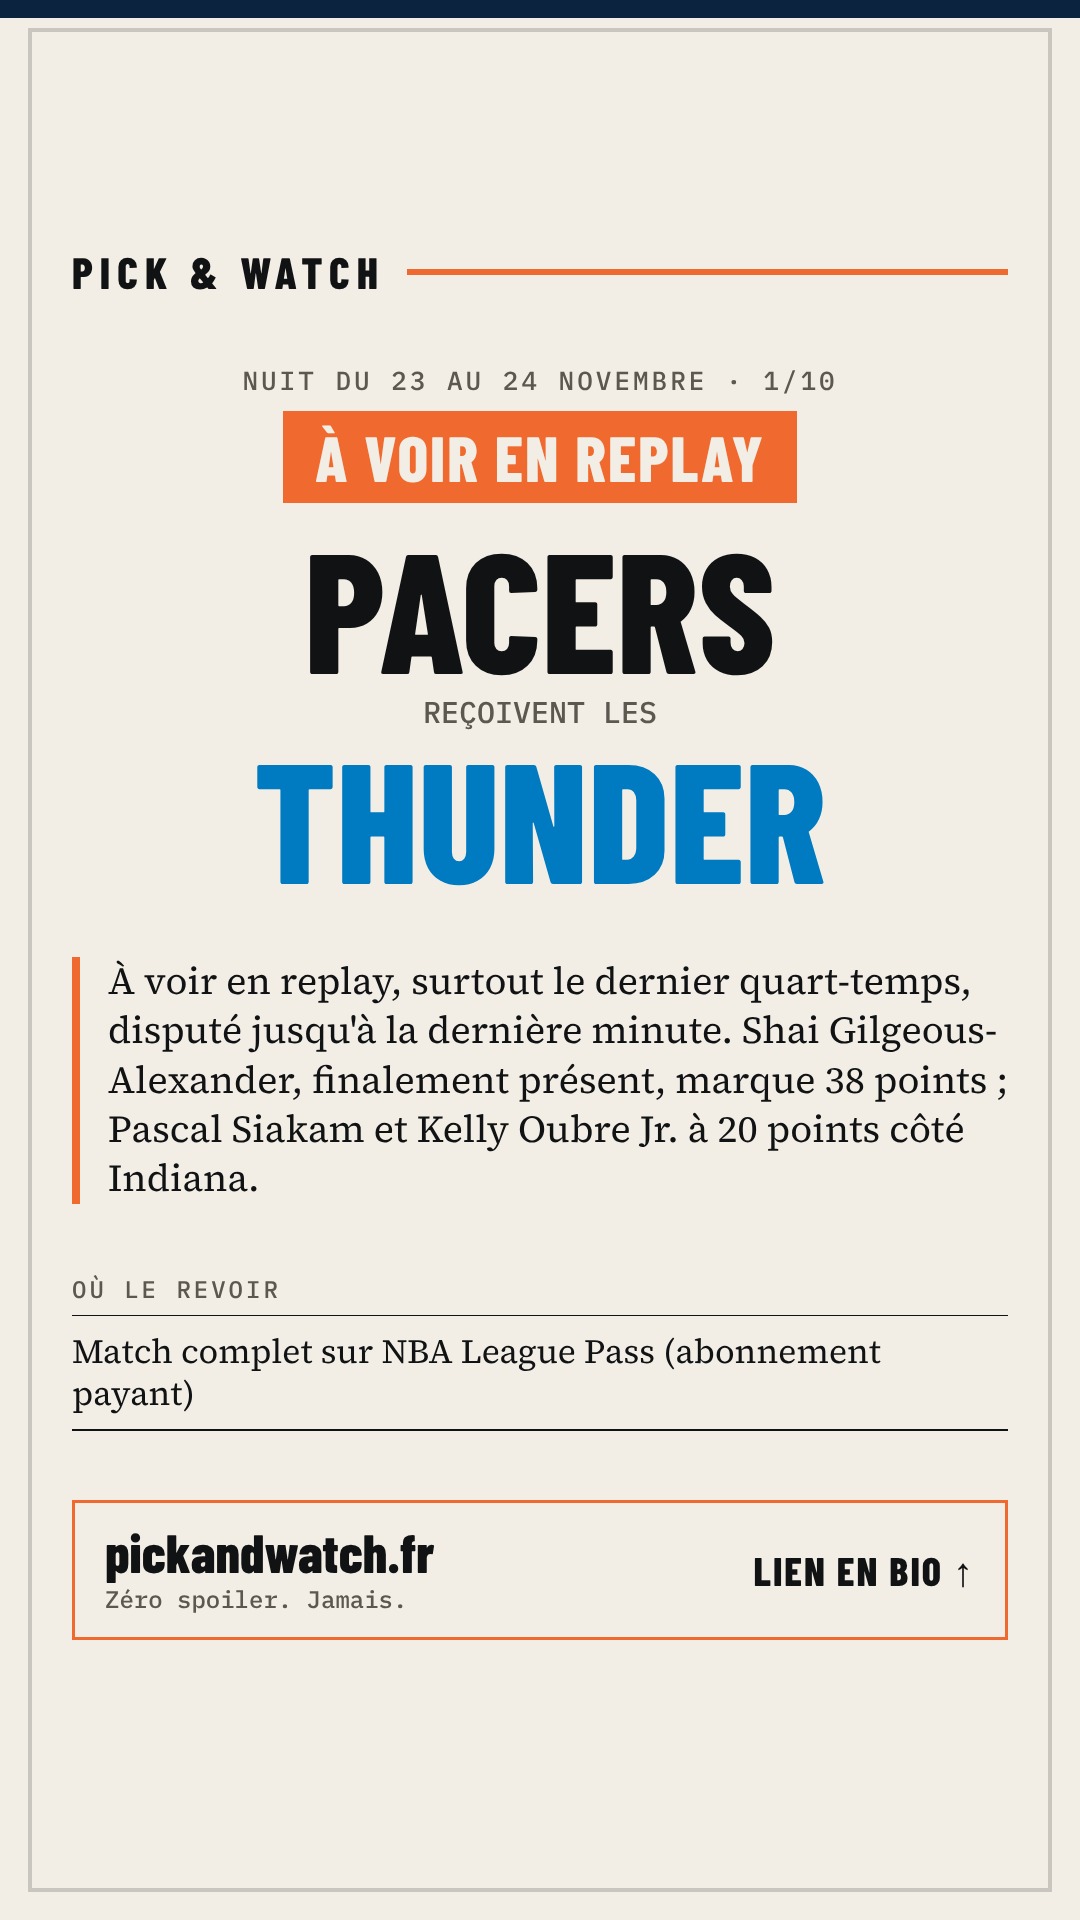 PICK & WATCH
NUIT DU 23 AU 24 NOVEMBRE · 1/10
À VOIR EN REPLAY
PACERS
REÇOIVENT LES
THUNDER
À voir en replay, surtout le dernier quart-temps,
disputé jusqu'à la dernière minute. Shai Gilgeous-
Alexander, finalement présent, marque 38 points ;
Pascal Siakam et Kelly Oubre Jr. à 20 points côté
Indiana.
OÙ LE REVOIR
Match complet sur NBA League Pass (abonnement
payant)
pickandwatch.fr
Zéro spoiler. Jamais.
LIEN EN BIO ↑